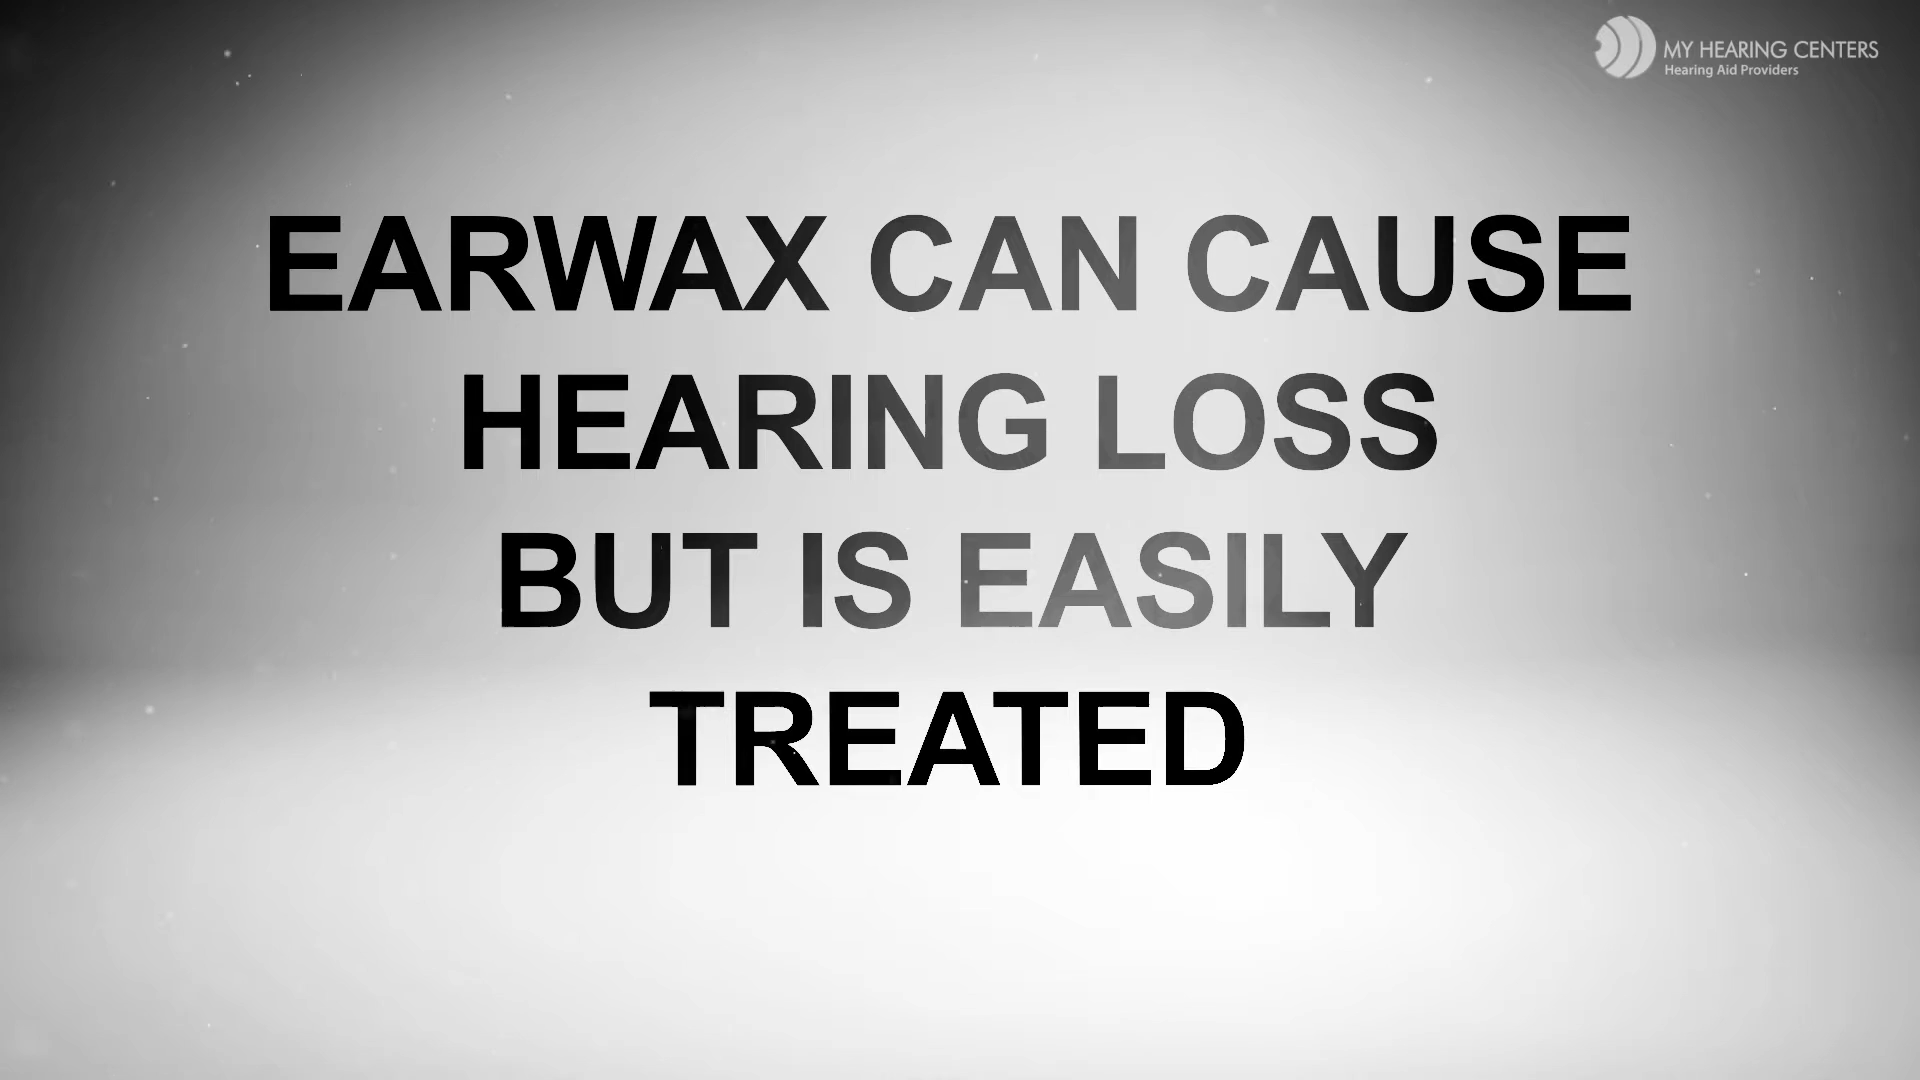 MY HEARING CENTERS
Hearing Aid Providers
EARWAX CAN CAUSE
HEARING LOSS
BUT IS EASILY
TREATED